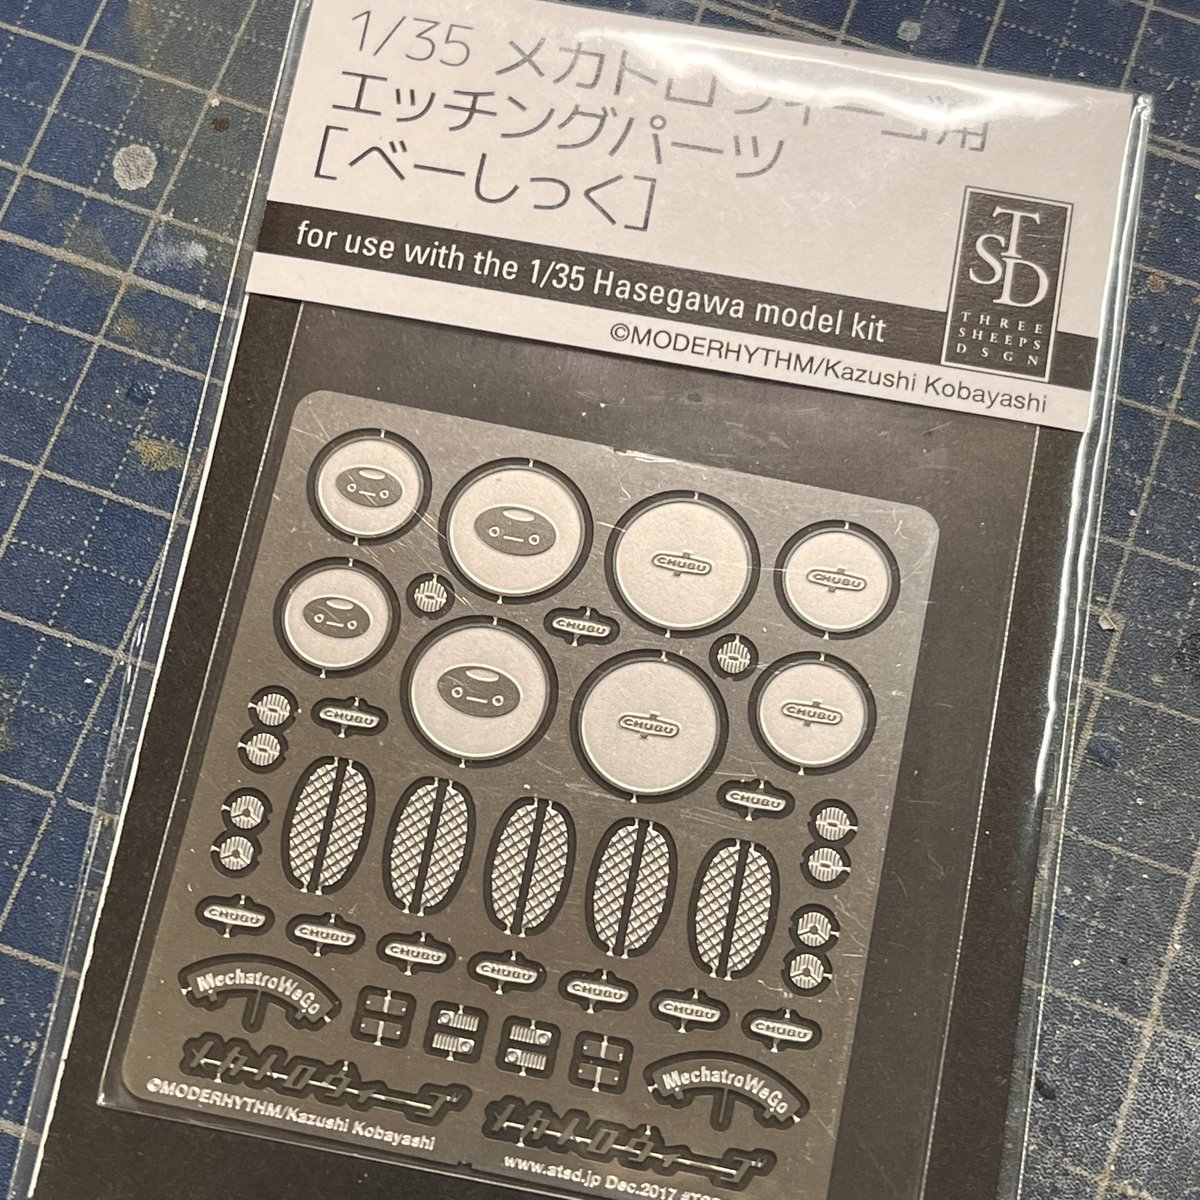 1/35 メカトロウィーゴ用
エッチングパーツ
[べーしっく]
for use with the 1/35 Hasegawa model kit
©MODERHYTHM/Kazushi Kobayashi
TSD
THREE
SHEEPS
DSGN
CHUBU
CHUBU
CHUBU
CHUBU
CHUBU
CHUBU
CHUBU
CHUBU
CHUBU
CHUBU
CHUBU
CHUBU
CHUBU
CHUBU
MechatroWeGo
MechatroWeGo
メカトロウィーゴ
メカトロウィーゴ
©MODERHYTHM/Kazushi Kobayashi
www.atsd.jp Dec.2017